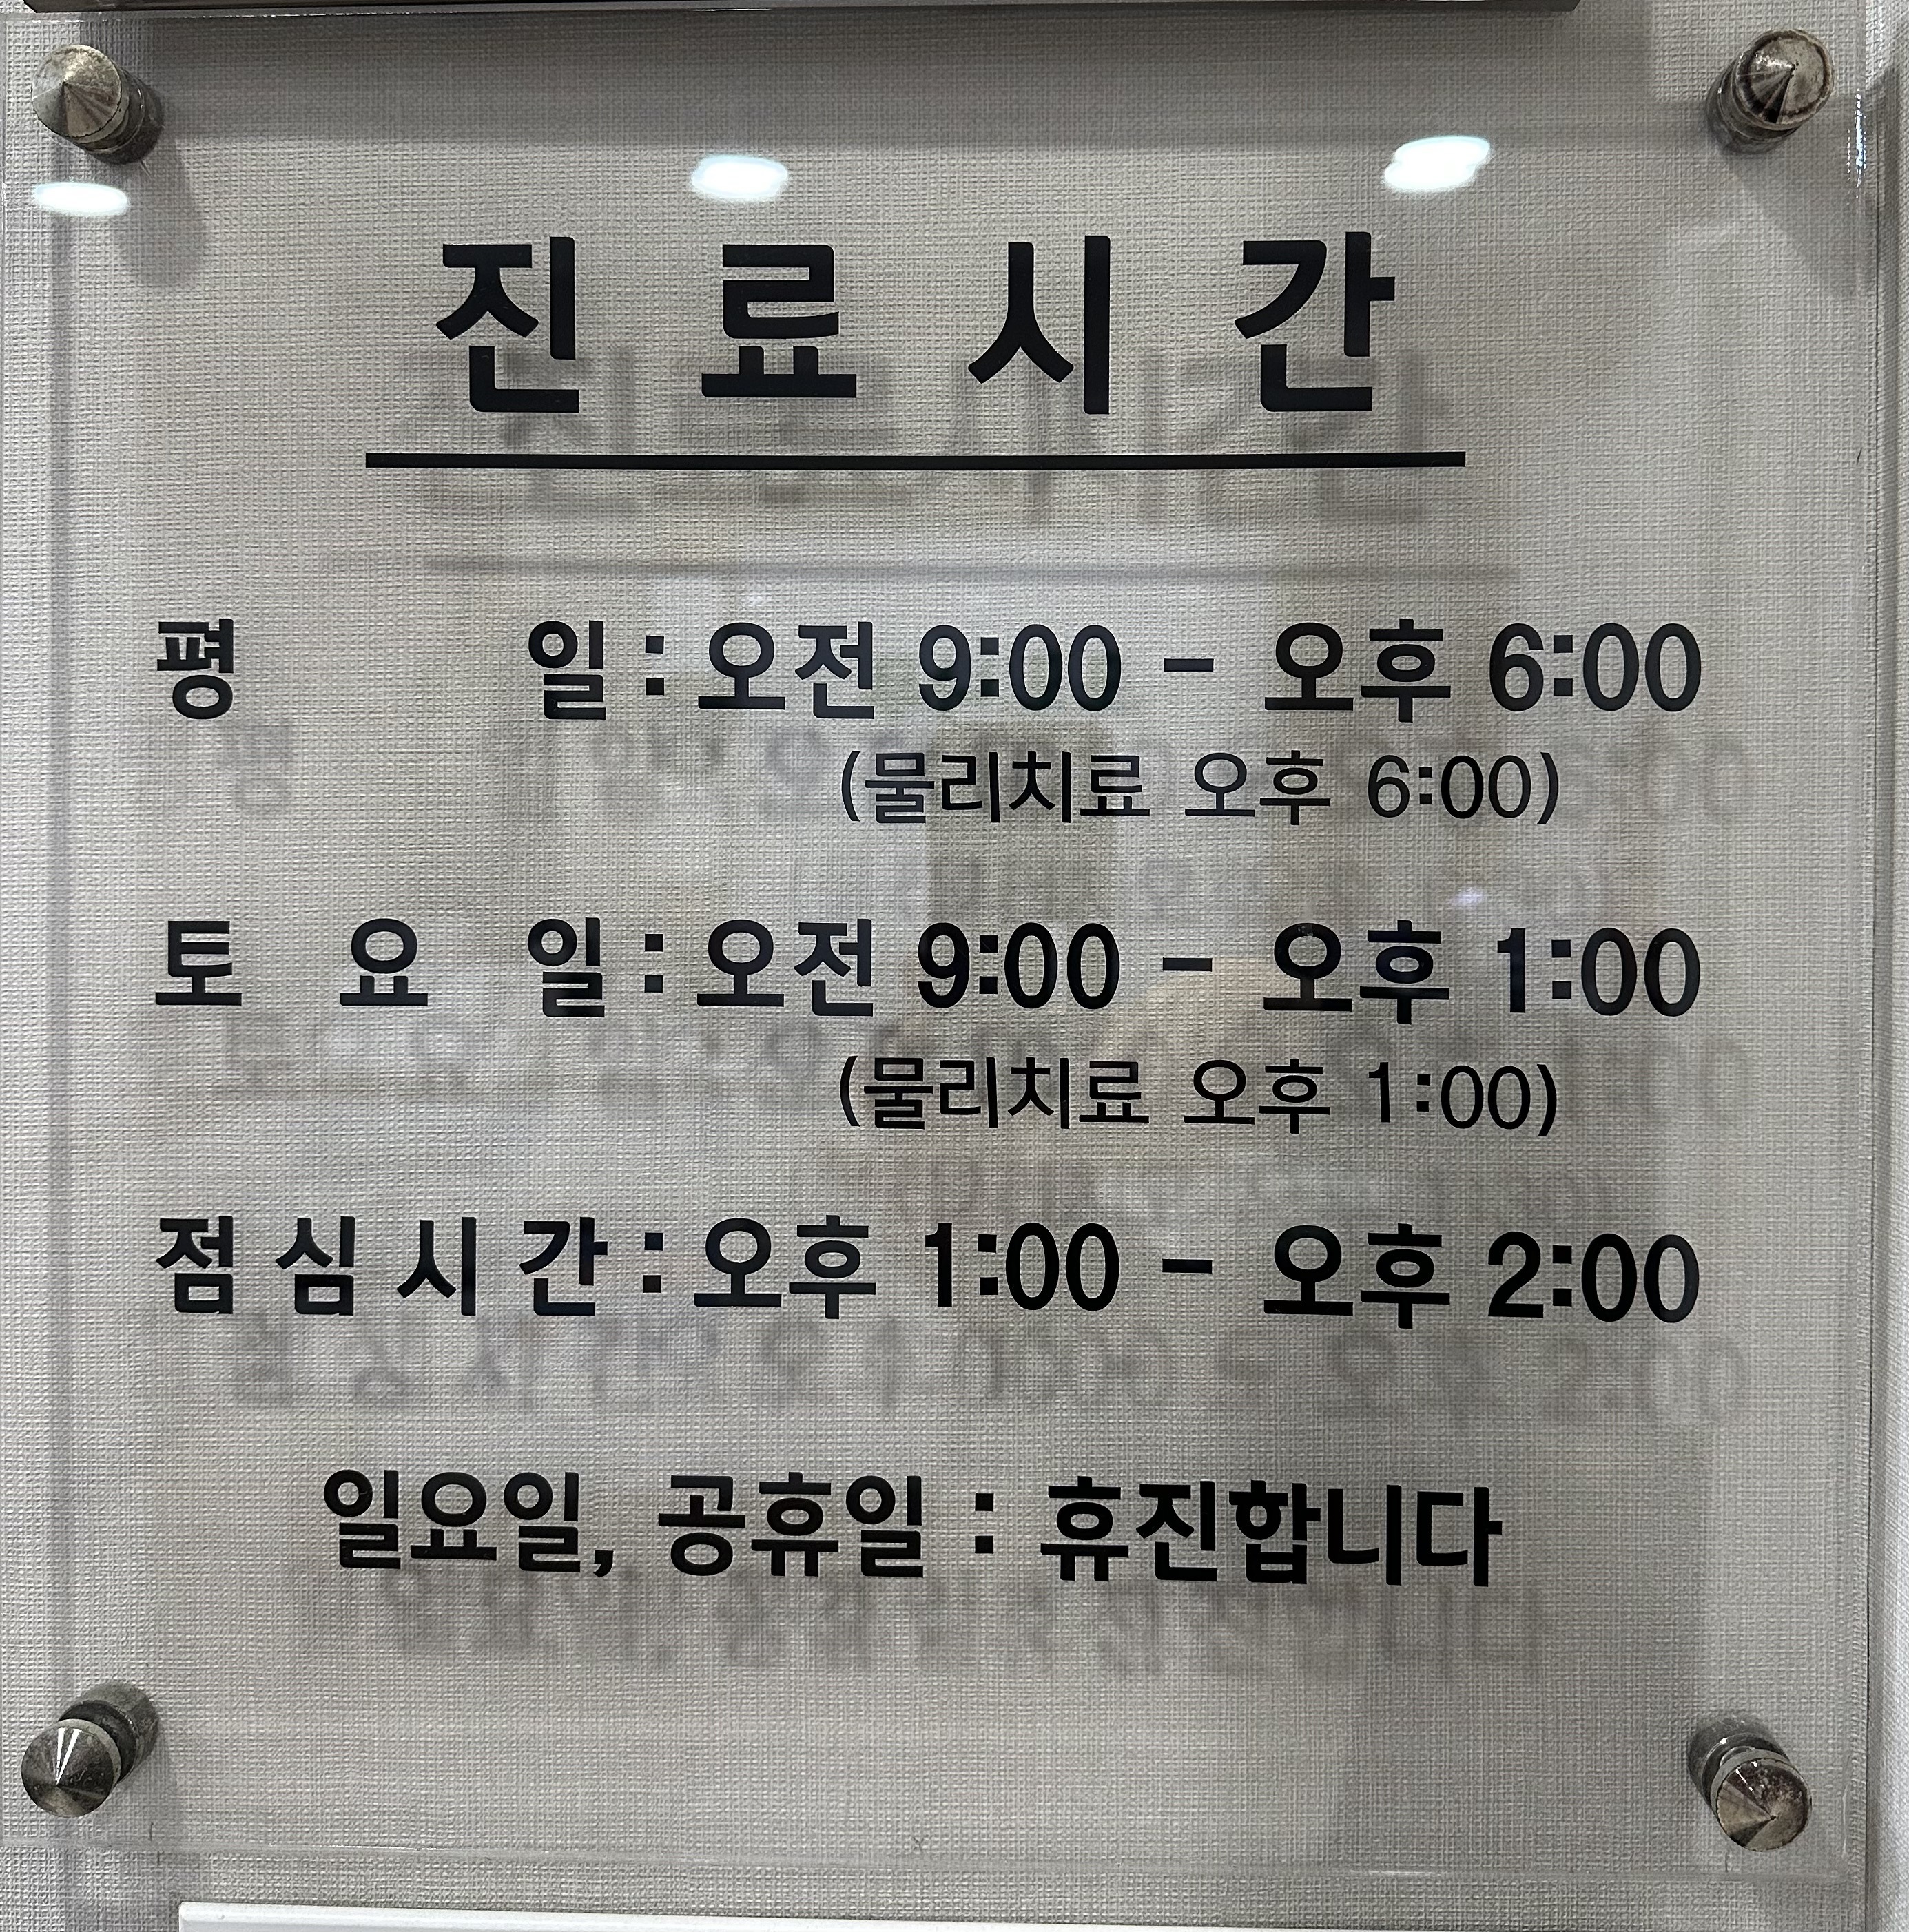 진 료 시 간
평 일 : 오전 9:00 - 오후 6:00
(물리치료 오후 6:00)
토 요 일 : 오전 9:00 - 오후 1:00
(물리치료 오후 1:00)
점 심 시 간 : 오후 1:00 - 오후 2:00
일요일, 공휴일 : 휴진합니다